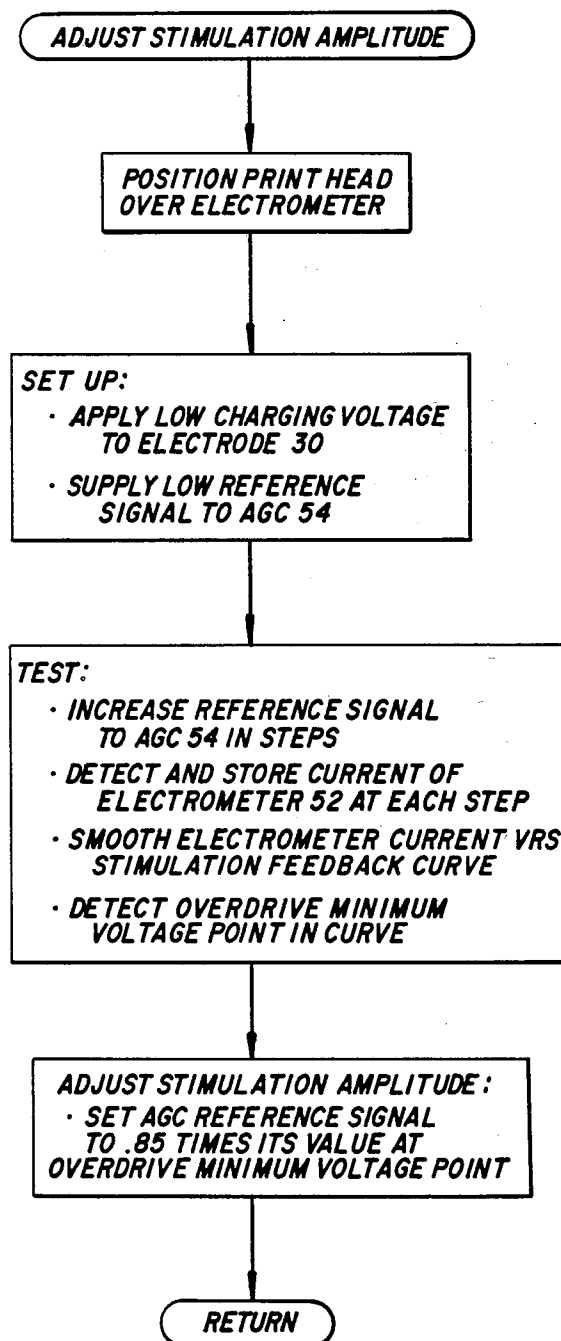 ADJUST STIMULATION AMPLITUDE
POSITION PRINT HEAD
OVER ELECTROMETER
SET UP:
· APPLY LOW CHARGING VOLTAGE
TO ELECTRODE 30
· SUPPLY LOW REFERENCE
SIGNAL TO AGC 54
TEST:
· INCREASE REFERENCE SIGNAL
TO AGC 54 IN STEPS
· DETECT AND STORE CURRENT OF
ELECTROMETER 52 AT EACH STEP
· SMOOTH ELECTROMETER CURRENT VRS
STIMULATION FEEDBACK CURVE
· DETECT OVERDRIVE MINIMUM
VOLTAGE POINT IN CURVE
ADJUST STIMULATION AMPLITUDE:
· SET AGC REFERENCE SIGNAL
TO .85 TIMES ITS VALUE AT
OVERDRIVE MINIMUM VOLTAGE POINT
RETURN